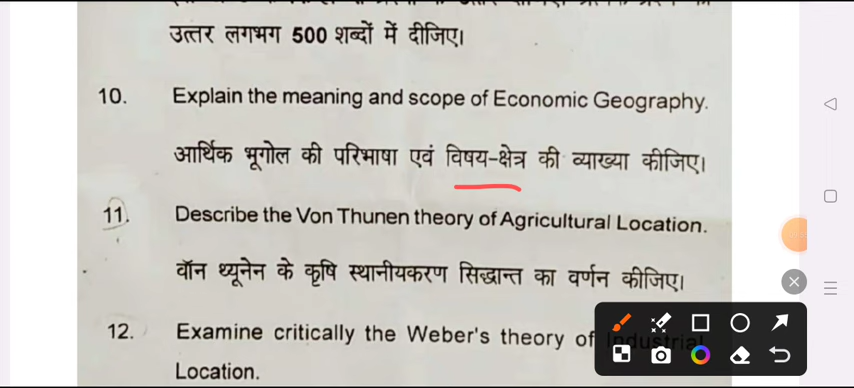 उत्तर लगभग 500 शब्दों में दीजिए।
10. Explain the meaning and scope of Economic Geography.
आर्थिक भूगोल की परिभाषा एवं विषय-क्षेत्र की व्याख्या कीजिए।
11. Describe the Von Thunen theory of Agricultural Location.
वॉन थ्यूनेन के कृषि स्थानीयकरण सिद्धान्त का वर्णन कीजिए।
12. Examine critically the Weber's theory of Industrial
Location.